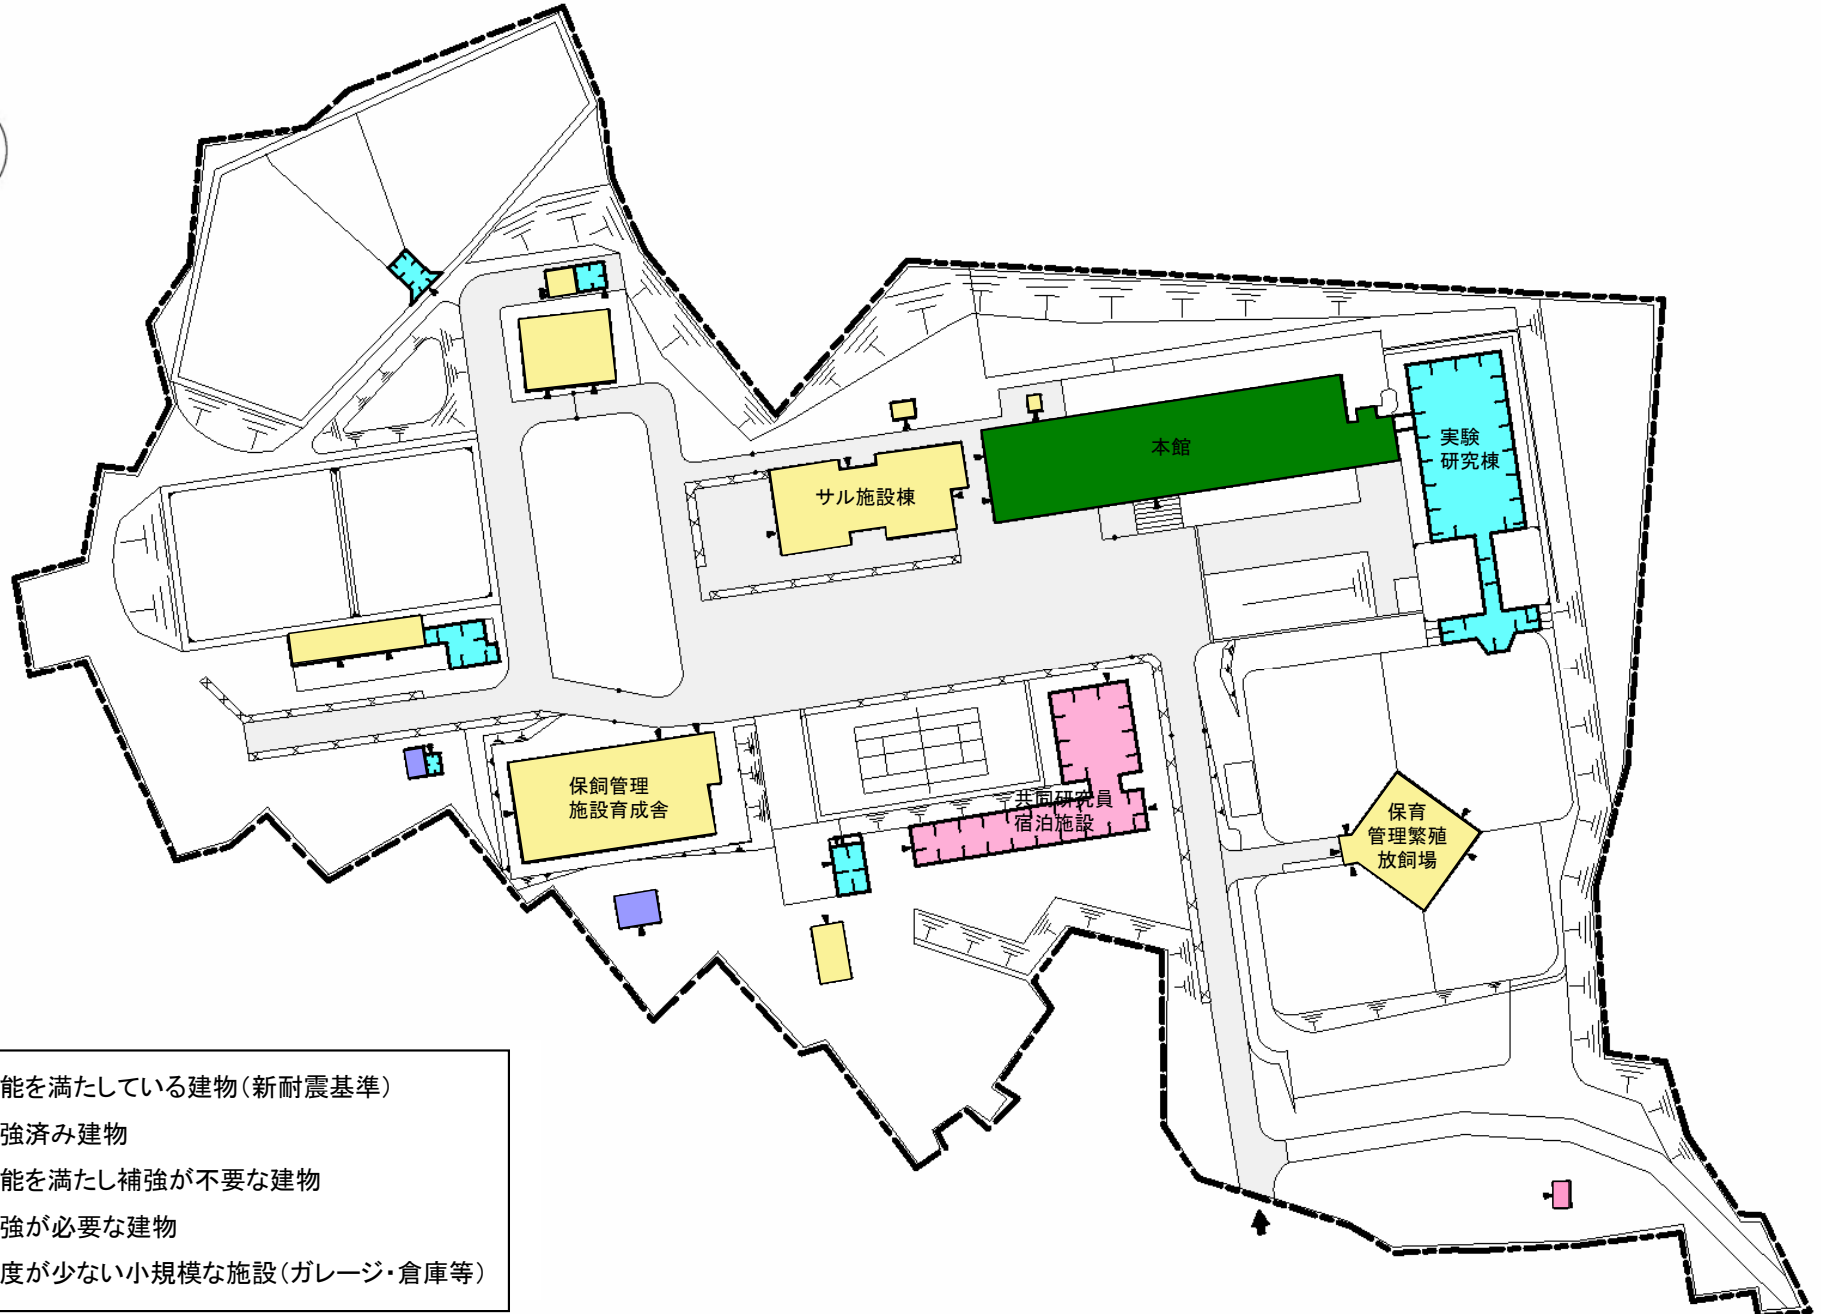 本館
実験
研究棟
サル施設棟
保飼管理
施設育成舎
共同研究員
宿泊施設
保育
管理繁殖
放飼場
能を満たしている建物（新耐震基準）
強済み建物
能を満たし補強が不要な建物
強が必要な建物
度が少ない小規模な施設（ガレージ・倉庫等）